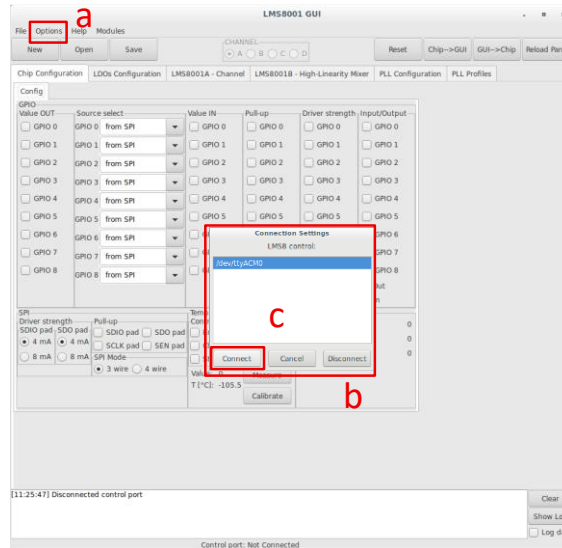 LMS8001 GUI
a
File Options Help Modules
New Open Save
CHANNEL
A B C D
Reset Chip-->GUI GUI-->Chip Reload
Chip Configuration LDOs Configuration LMS8001A - Channel LMS8001B - High-Linearity Mixer PLL Configuration PLL Profiles
Config
GPIO
Value OUT Source select Value IN Pull-up Driver strength Input/Output
GPIO 0 GPIO 0 from SPI GPIO 0 GPIO 0 GPIO 0 GPIO 0
GPIO 1 GPIO 1 from SPI GPIO 1 GPIO 1 GPIO 1 GPIO 1
GPIO 2 GPIO 2 from SPI GPIO 2 GPIO 2 GPIO 2 GPIO 2
GPIO 3 GPIO 3 from SPI GPIO 3 GPIO 3 GPIO 3 GPIO 3
GPIO 4 GPIO 4 from SPI GPIO 4 GPIO 4 GPIO 4 GPIO 4
GPIO 5 GPIO 5 from SPI GPIO 5 GPIO 5 GPIO 5 GPIO 5
GPIO 6 GPIO 6 from SPI GPIO 6
GPIO 7 GPIO 7 from SPI GPIO 7
GPIO 8 GPIO 8 from SPI GPIO 8
Connection Settings
LMS8 control:
/dev/ttyACM0
c
Connect Cancel Disconnect
b
SPI
Driver strength Pull-up
SDIO pad SDO pad SDIO pad SDO pad
4 mA 4 mA SCLK pad SEN pad
8 mA 8 mA SPI Mode
3 wire 4 wire
0
0
0
0 Measure
T [°C]: -105.5
Calibrate
[11:25:47] Disconnected control port
Clear
Show
Log
Control port: Not Connected